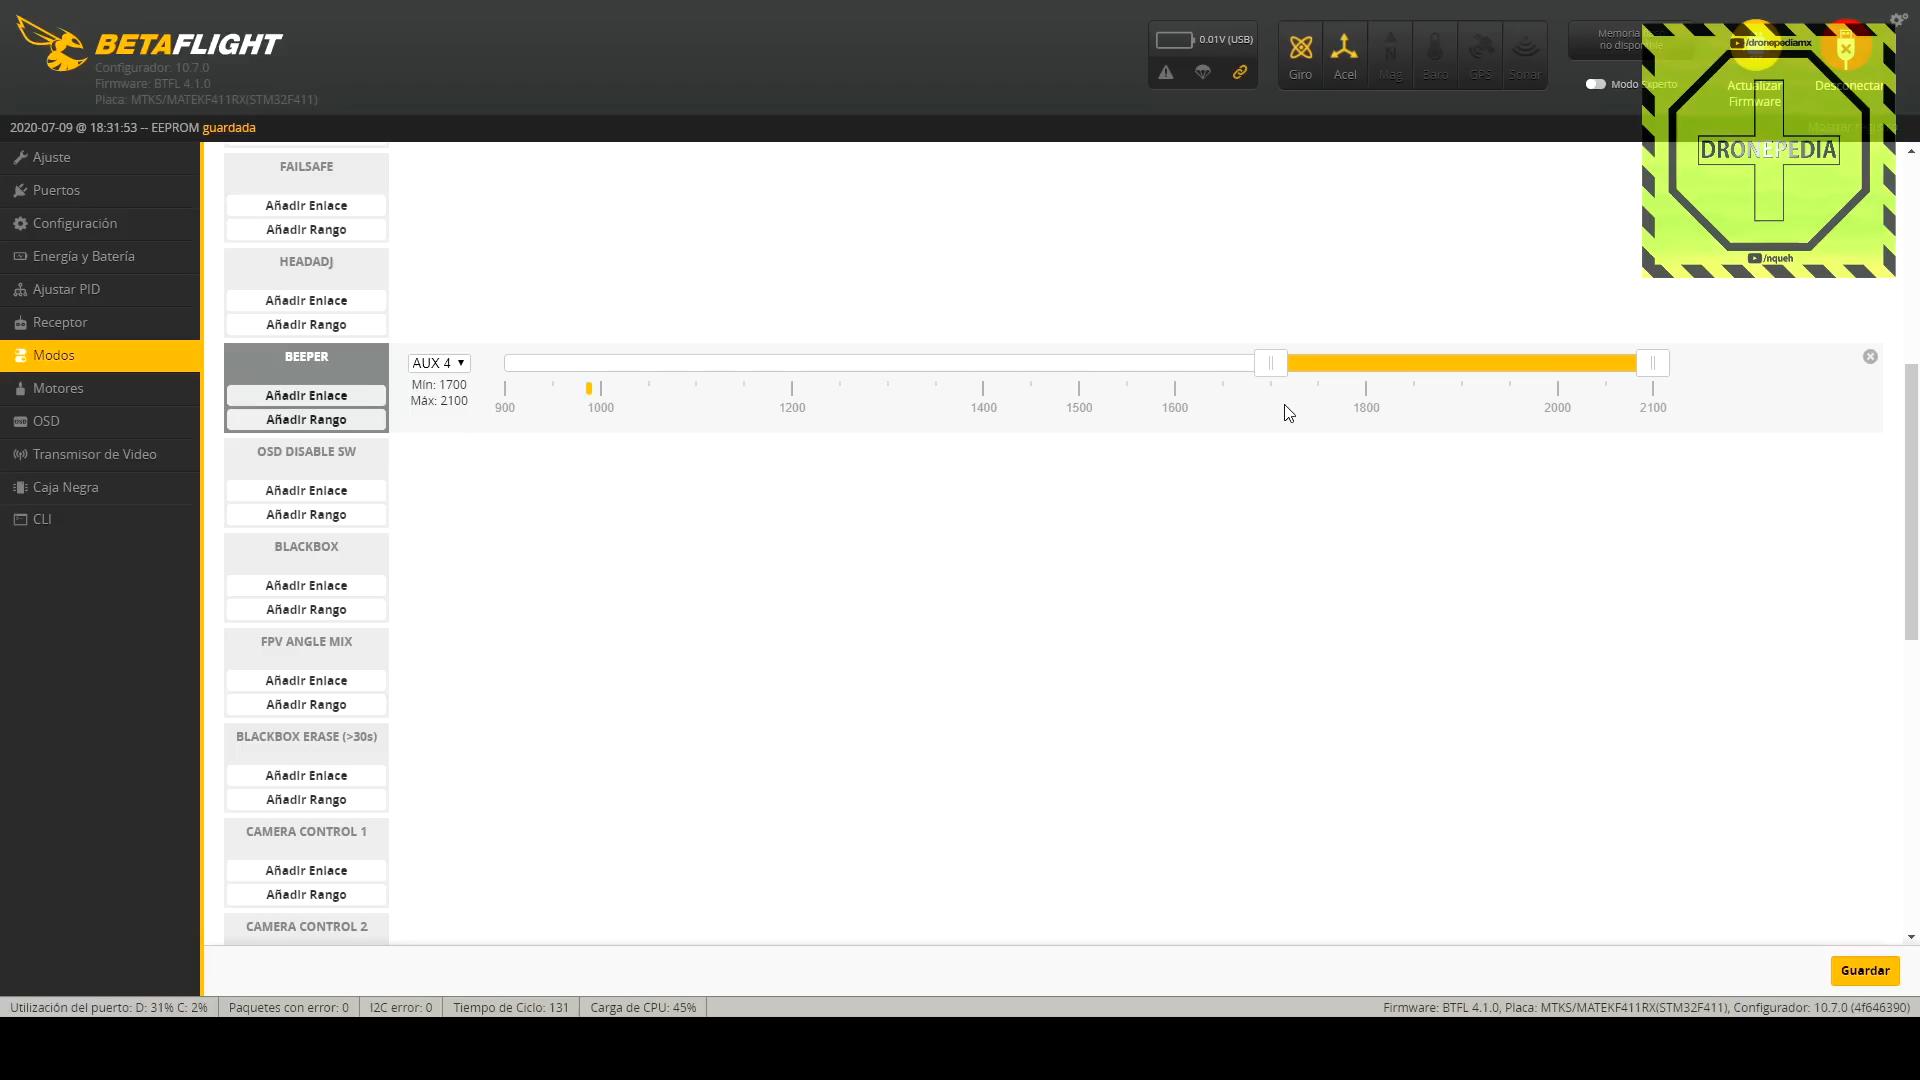 BETAFLIGHT
Configurador: 10.7.0
Firmware: BTFL 4.1.0
Placa: MTKS/MATEKF411RX(STM32F411)
0.01V (USB)
Giro
Acel
Mag
Baro
GPS
Sonar
no
Modo Experto
/dronepediamx
Actualizar
Firmware
Desconectar
DRONEPEDIA
/nqueh
2020-07-09 @ 18:31:53 -- EEPROM guardada
Ajuste
Puertos
Configuración
Energía y Batería
Ajustar PID
Receptor
Modos
Motores
OSD
Transmisor de Video
Caja Negra
CLI
FAILSAFE
Añadir Enlace
Añadir Rango
HEADADJ
Añadir Enlace
Añadir Rango
BEEPER
Añadir Enlace
Añadir Rango
AUX 4
Mín: 1700
Máx: 2100
900 1000 1200 1400 1500 1600 1800 2000 2100
OSD DISABLE SW
Añadir Enlace
Añadir Rango
BLACKBOX
Añadir Enlace
Añadir Rango
FPV ANGLE MIX
Añadir Enlace
Añadir Rango
BLACKBOX ERASE (>30s)
Añadir Enlace
Añadir Rango
CAMERA CONTROL 1
Añadir Enlace
Añadir Rango
CAMERA CONTROL 2
Guardar
Utilización del puerto: D: 31% C: 2% Paquetes con error: 0 I2C error: 0 Tiempo de Ciclo: 131 Carga de CPU: 45% Firmware: BTFL 4.1.0, Placa: MTKS/MATEKF411RX(STM32F411), Configurador: 10.7.0 (4f646390)